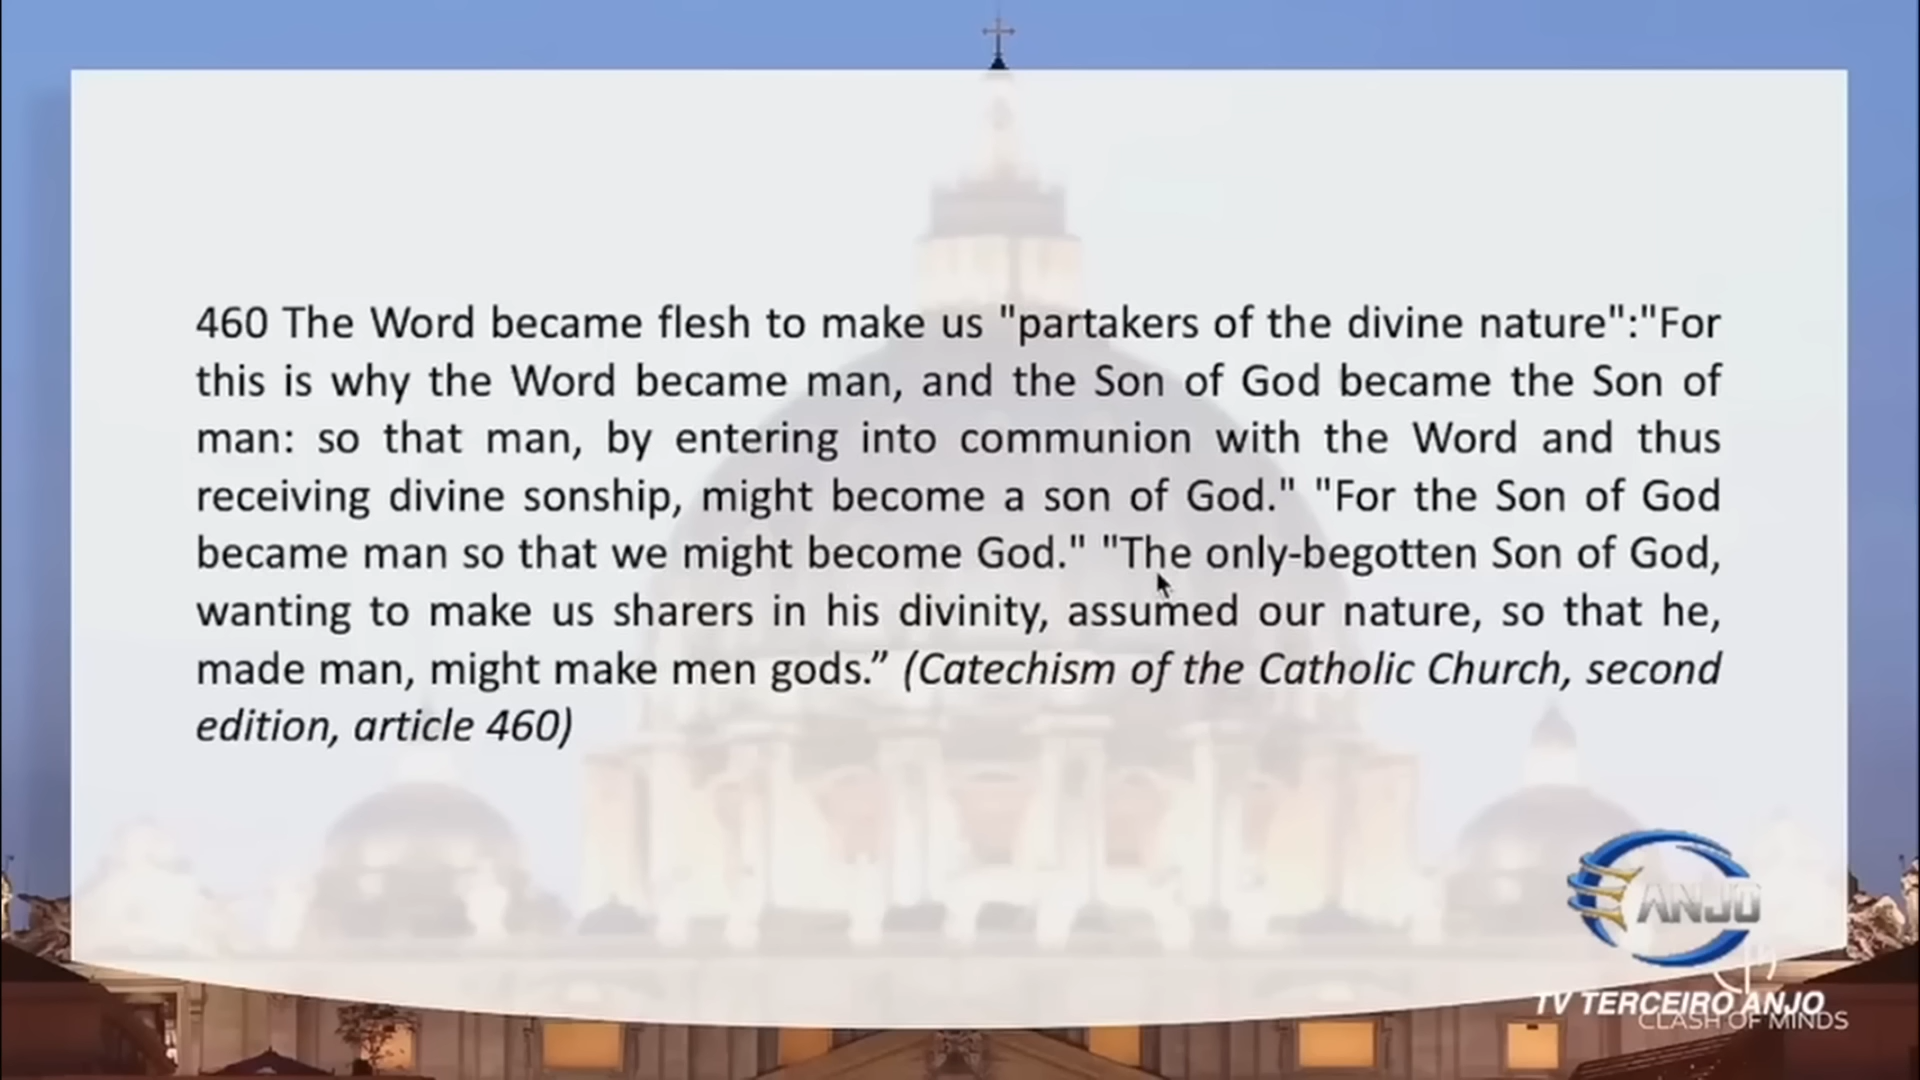 460 The Word became flesh to make us "partakers of the divine nature":"For
this is why the Word became man, and the Son of God became the Son of
man: so that man, by entering into communion with the Word and thus
receiving divine sonship, might become a son of God." "For the Son of God
became man so that we might become God." "The only-begotten Son of God,
wanting to make us sharers in his divinity, assumed our nature, so that he,
made man, might make men gods.” (Catechism of the Catholic Church, second
edition, article 460)
ANJO
TV TERCEIRO ANJO
CLASH OF MINDS